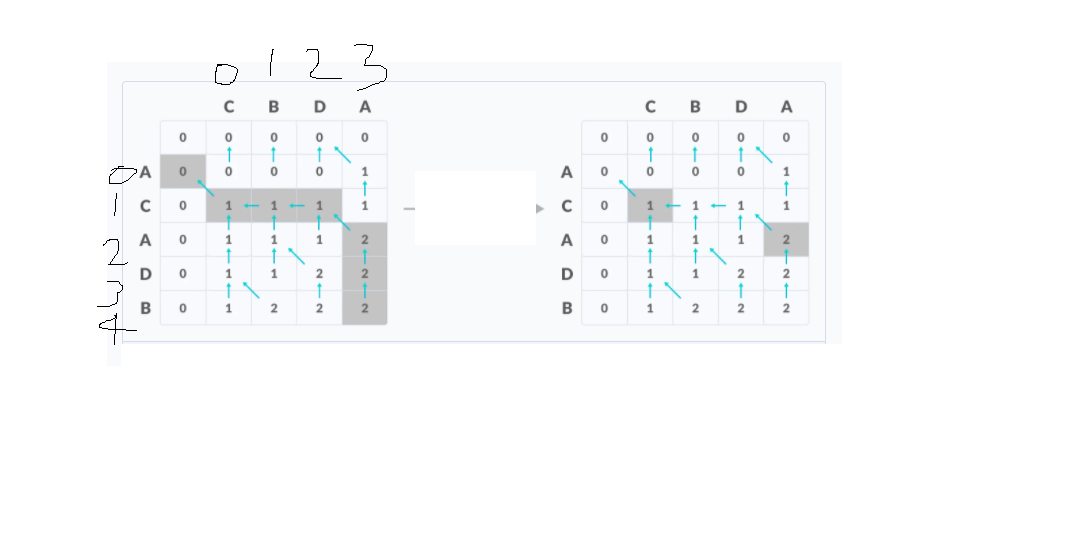 0 1 2 3
C B D A C B D A
0 0 0 0 0 0 0 0 0 0
0 A 0 0 0 0 1 A 0 0 0 0 1
1 C 0 1 1 1 1 C 0 1 1 1 1
2 A 0 1 1 1 2 A 0 1 1 1 2
3 D 0 1 1 2 2 D 0 1 1 2 2
4 B 0 1 2 2 2 B 0 1 2 2 2